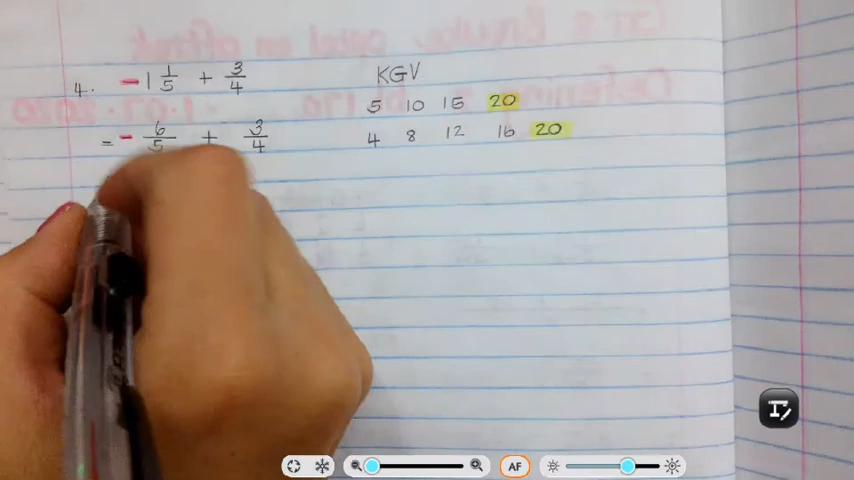 4. - 1 1/5 + 3/4
= - 6/5 + 3/4
KGV
5 10 15 20
4 8 12 16 20
AF